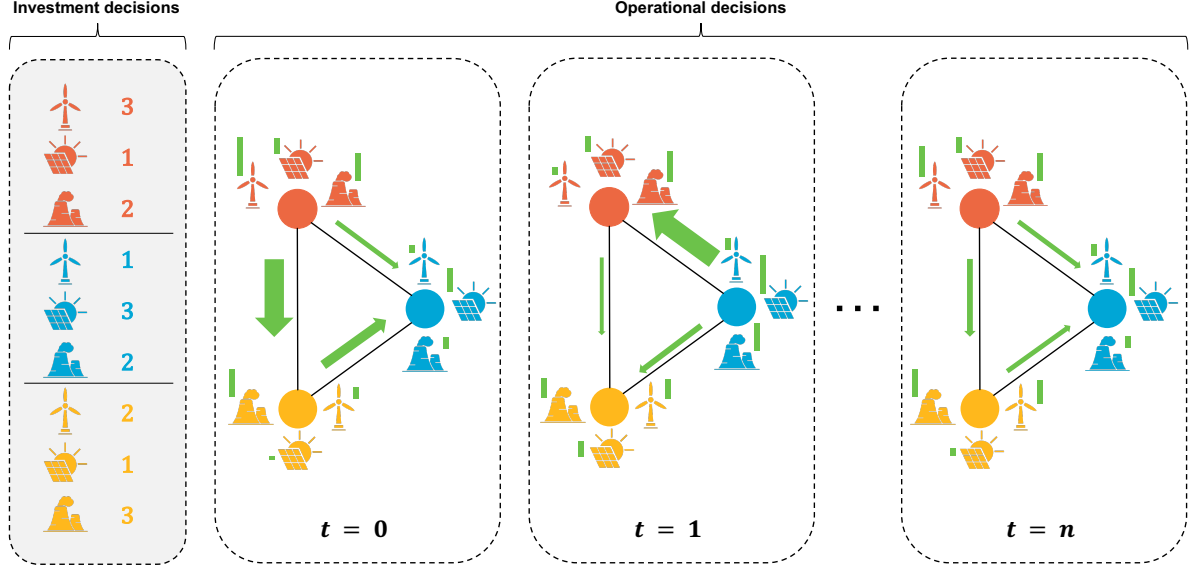 Investment decisions
Operational decisions
3
1
2
1
3
2
2
1
3
t = 0
t = 1
...
t = n